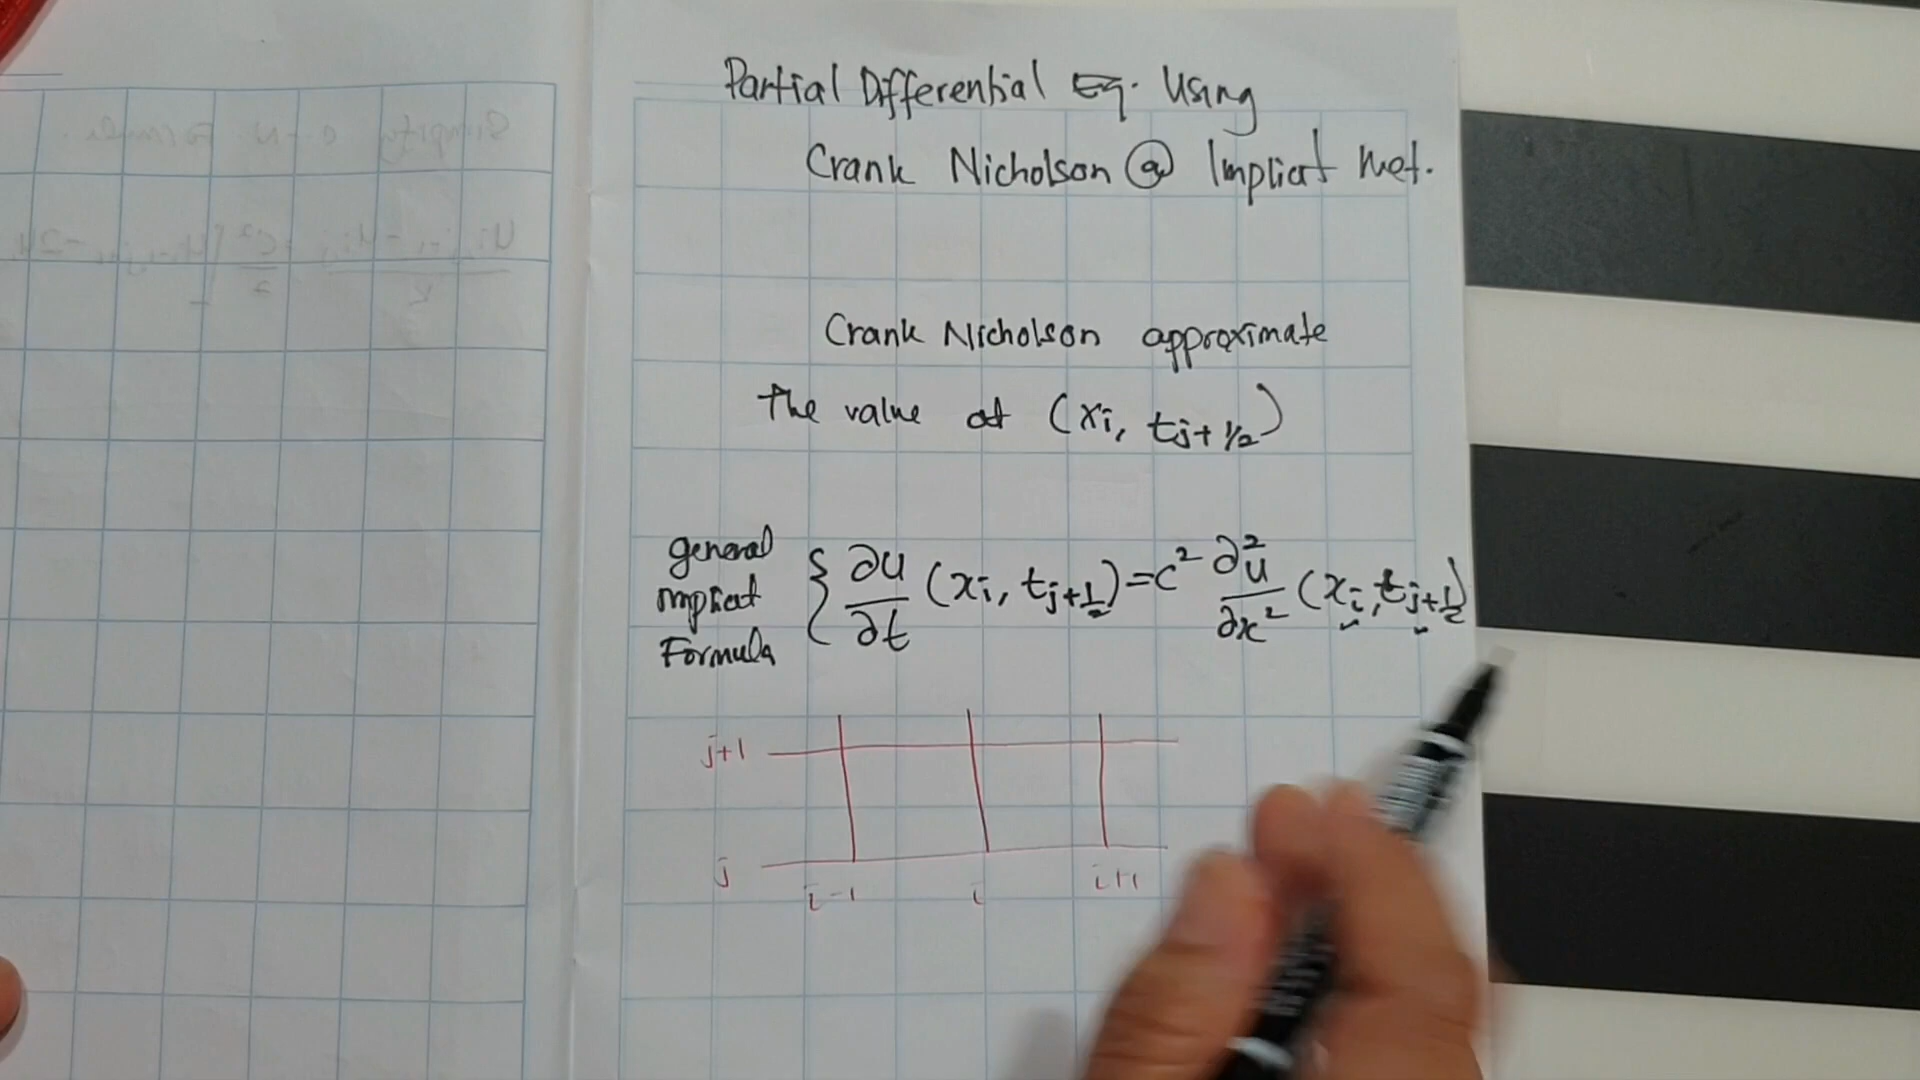 Partial Differential Eq. Using
Crank Nicholson @ Implicit Met.
Crank Nicholson approximate
the value at (xi, tj+1/2)
general
implicit
Formula
{ ∂u/∂t (xi, tj+1/2) = c² ∂²u/∂x² (xi, tj+1/2)
j+1
j
i-1 i i+1